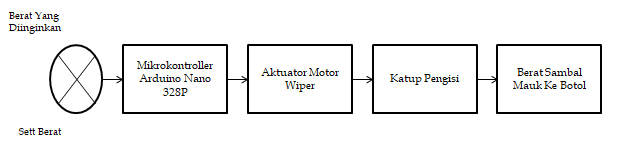 Berat Yang
Diinginkan
Mikrokontroller
Arduino Nano
328P
Aktuator Motor
Wiper
Katup Pengisi
Berat Sambal
Mauk Ke Botol
Sett Berat